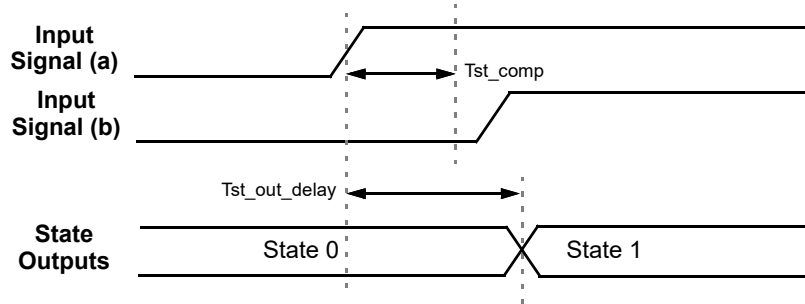 Input
Signal (a)
Tst_comp
Input
Signal (b)
Tst_out_delay
State
Outputs
State 0
State 1